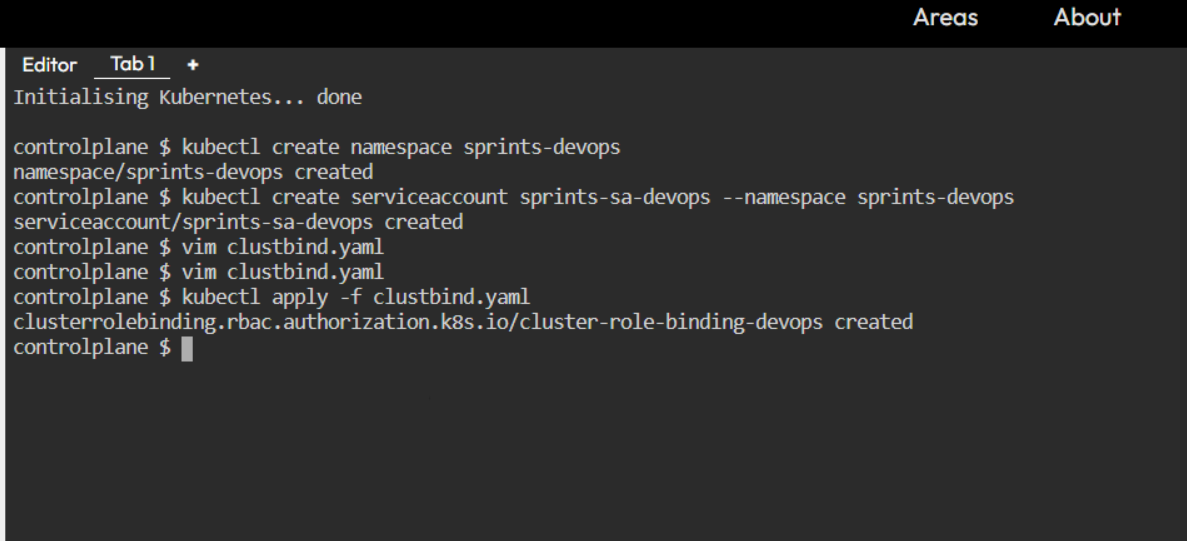 Areas About
Editor Tab 1 +
Initialising Kubernetes... done
controlplane $ kubectl create namespace sprints-devops
namespace/sprints-devops created
controlplane $ kubectl create serviceaccount sprints-sa-devops --namespace sprints-devops
serviceaccount/sprints-sa-devops created
controlplane $ vim clustbind.yaml
controlplane $ vim clustbind.yaml
controlplane $ kubectl apply -f clustbind.yaml
clusterrolebinding.rbac.authorization.k8s.io/cluster-role-binding-devops created
controlplane $